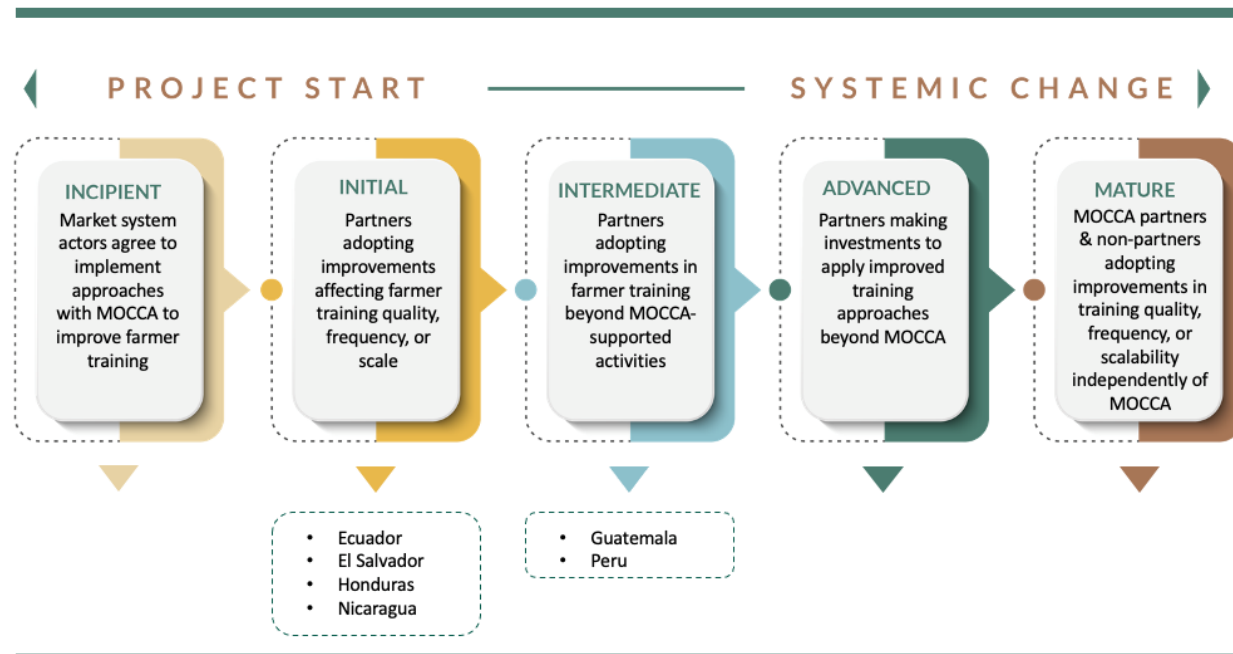 PROJECT START
SYSTEMIC CHANGE
INCIPIENT
Market system
actors agree to
implement
approaches
with MOCCA to
improve farmer
training
INITIAL
Partners
adopting
improvements
affecting farmer
training quality,
frequency, or
scale
INTERMEDIATE
Partners
adopting
improvements in
farmer training
beyond MOCCA-
supported
activities
ADVANCED
Partners making
investments to
apply improved
training
approaches
beyond MOCCA
MATURE
MOCCA partners
& non-partners
adopting
improvements in
training quality,
frequency, or
scalability
independently of
MOCCA
• Ecuador
• El Salvador
• Honduras
• Nicaragua
• Guatemala
• Peru